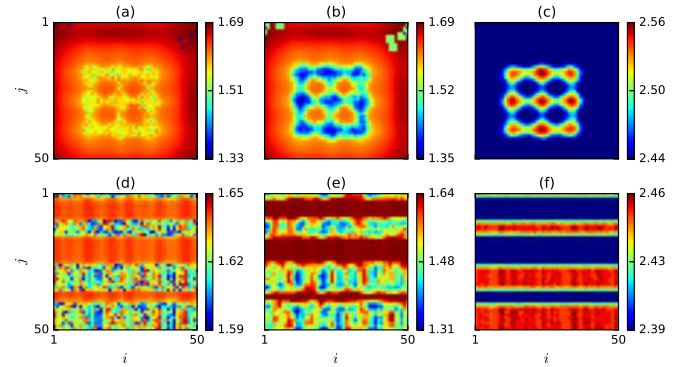 (a) (b) (c)
1 1.69 1.69 2.56
j 1.51 1.52 2.50
50 1.33 1.35 2.44
(d) (e) (f)
1 1.65 1.64 2.46
j 1.62 1.48 2.43
50 1.59 1.31 2.39
1 50 1 50 1 50
i i i